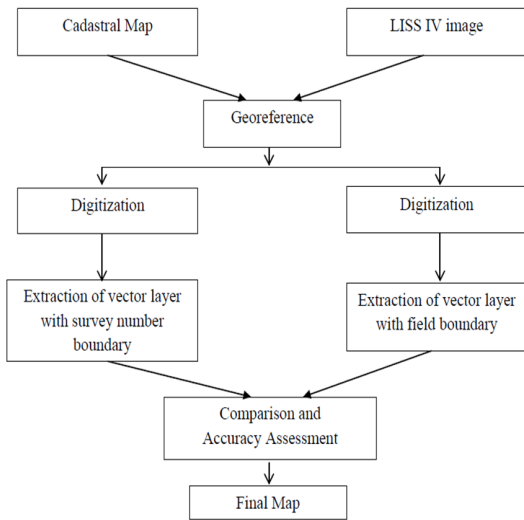 Cadastral Map
LISS IV image
Georeference
Digitization
Digitization
Extraction of vector layer
with survey number
boundary
Extraction of vector layer
with field boundary
Comparison and
Accuracy Assessment
Final Map